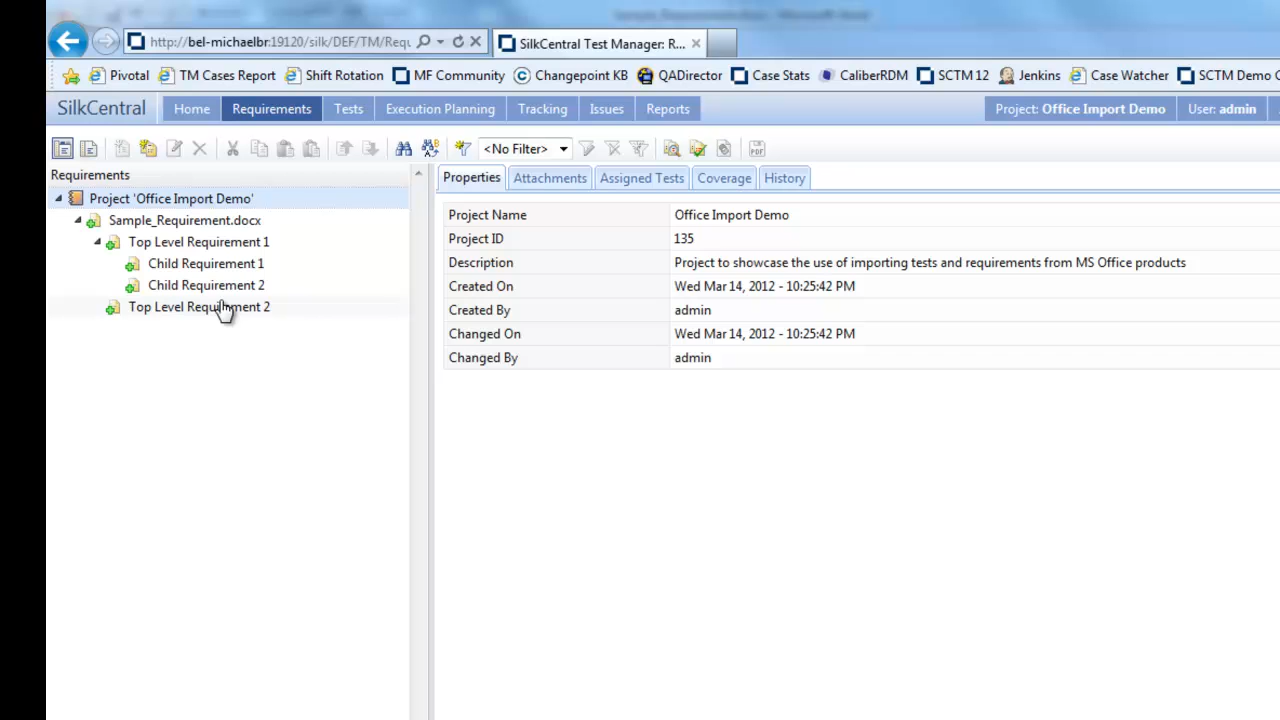 http://bel-michaelbr:19120/silk/DEF/TM/Requ
SilkCentral Test Manager: R...
Pivotal TM Cases Report Shift Rotation MF Community Changepoint KB QADirector Case Stats CaliberRDM SCTM 12 Jenkins Case Watcher SCTM Demo
SilkCentral Home Requirements Tests Execution Planning Tracking Issues Reports Project: Office Import Demo User: admin
<No Filter> PDF
Requirements
Project 'Office Import Demo'
Sample_Requirement.docx
Top Level Requirement 1
Child Requirement 1
Child Requirement 2
Top Level Requirement 2
Properties Attachments Assigned Tests Coverage History
Project Name Office Import Demo
Project ID 135
Description Project to showcase the use of importing tests and requirements from MS Office products
Created On Wed Mar 14, 2012 - 10:25:42 PM
Created By admin
Changed On Wed Mar 14, 2012 - 10:25:42 PM
Changed By admin